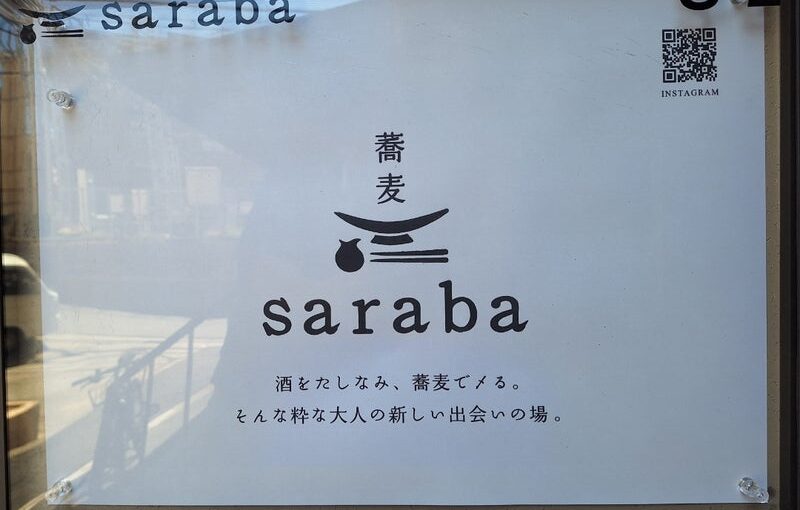 saraba
INSTAGRAM
蕎麦
saraba
酒をたしなみ、蕎麦で〆る。
そんな粋な大人の新しい出会いの場。